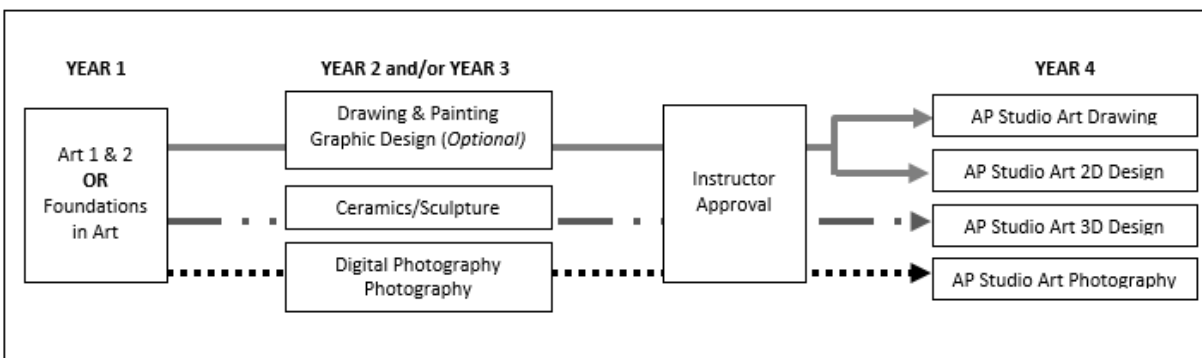 YEAR 1
YEAR 2 and/or YEAR 3
YEAR 4
Art 1 & 2
OR
Foundations
in Art
Drawing & Painting
Graphic Design (Optional)
Ceramics/Sculpture
Digital Photography
Photography
Instructor
Approval
AP Studio Art Drawing
AP Studio Art 2D Design
AP Studio Art 3D Design
AP Studio Art Photography